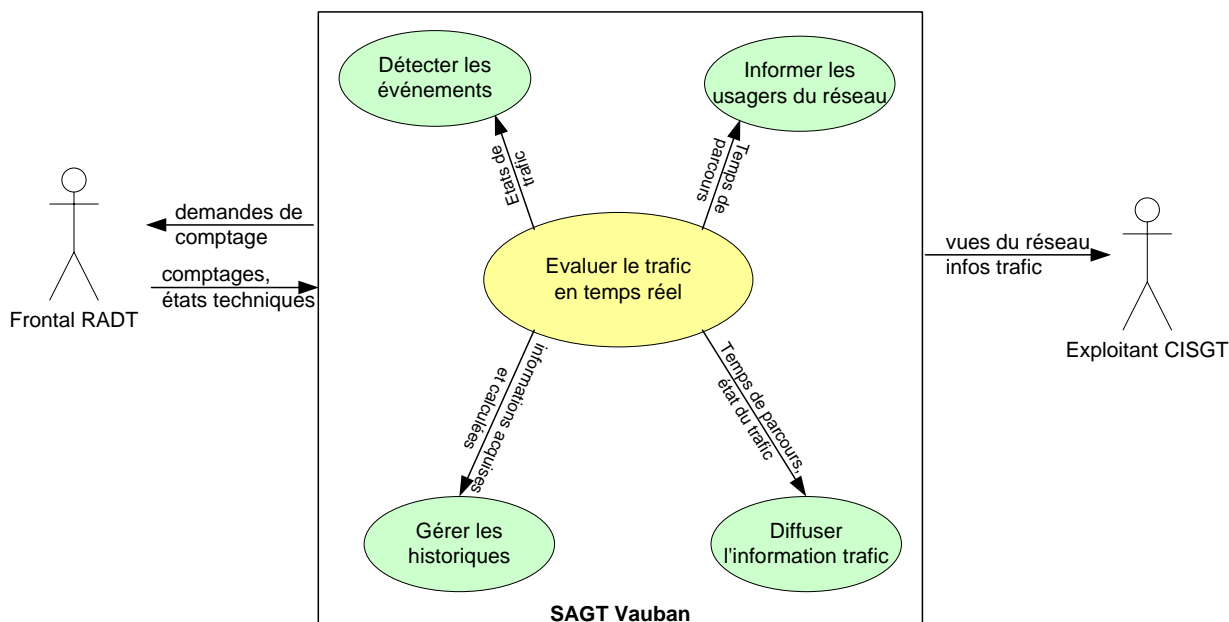 Détecter les
événements
Informer les
usagers du réseau
Etats de
trafic
Temps de
parcours
demandes de
comptage
comptages,
états techniques
Frontal RADT
Evaluer le trafic
en temps réel
vues du réseau
infos trafic
Exploitant CISGT
informations acquises
et calculées
Temps de parcours,
état du trafic
Gérer les
historiques
Diffuser
l'information trafic
SAGT Vauban